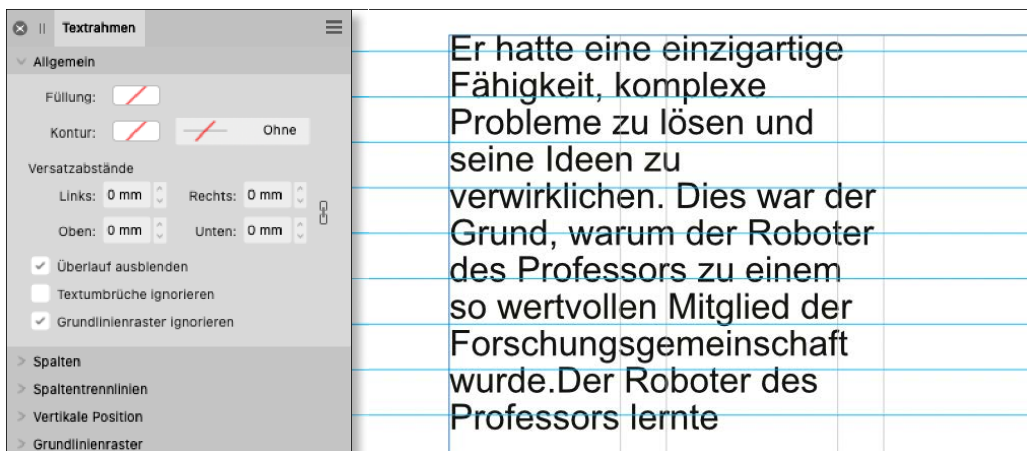 Textrahmen
Allgemein
Füllung:
Kontur: Ohne
Versatzabstände
Links: 0 mm Rechts: 0 mm
Oben: 0 mm Unten: 0 mm
Überlauf ausblenden
Textumbrüche ignorieren
Grundlinienraster ignorieren
Spalten
Spaltentrennlinien
Vertikale Position
Grundlinienraster
Er hatte eine einzigartige
Fähigkeit, komplexe
Probleme zu lösen und
seine Ideen zu
verwirklichen. Dies war der
Grund, warum der Roboter
des Professors zu einem
so wertvollen Mitglied der
Forschungsgemeinschaft
wurde.Der Roboter des
Professors lernte